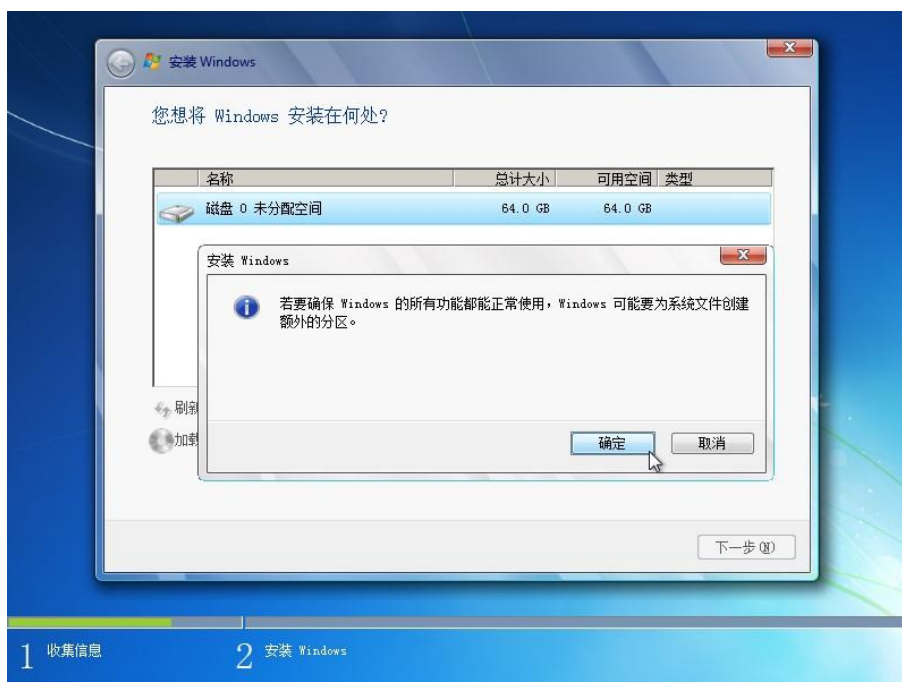 安装 Windows
您想将 Windows 安装在何处?
名称 总计大小 可用空间 类型
磁盘 0 未分配空间 64.0 GB 64.0 GB
安装 Windows
若要确保 Windows 的所有功能都能正常使用，Windows 可能要为系统文件创建
额外的分区。
刷新
加载
确定 取消
下一步(N)
1 收集信息 2 安装 Windows